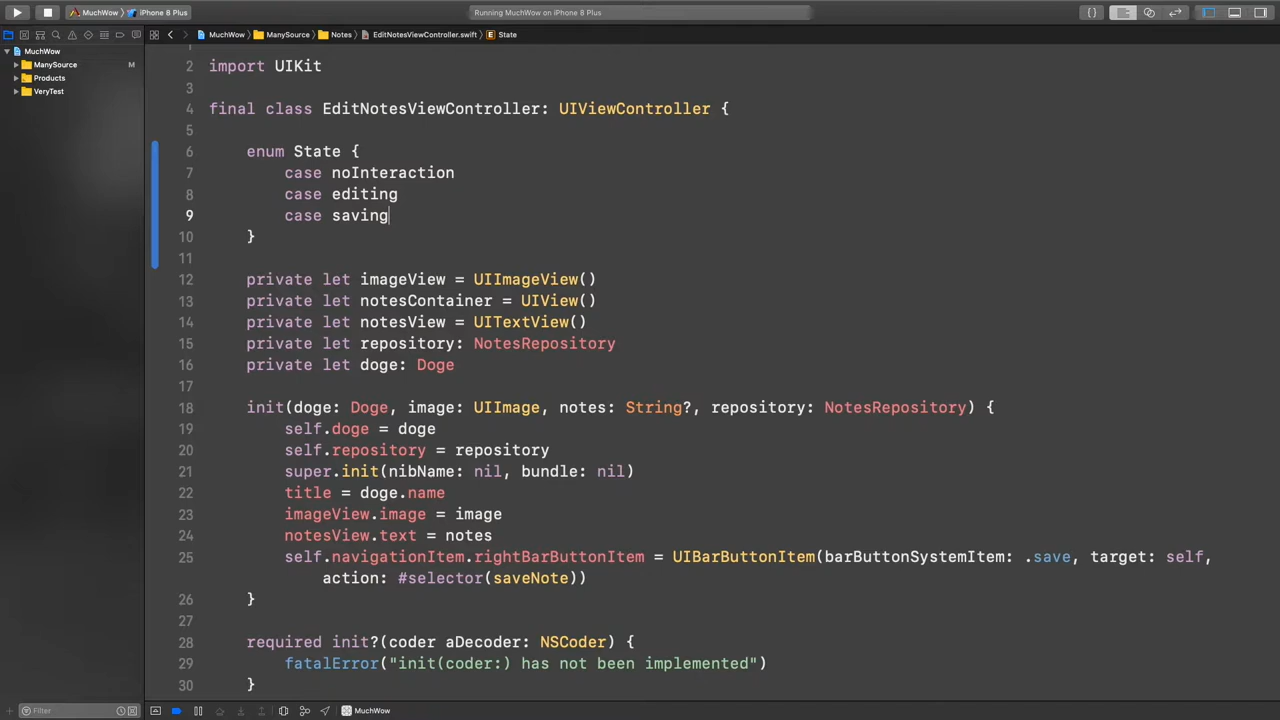 MuchWow
iPhone 8 Plus
Running MuchWow on iPhone 8 Plus
MuchWow
ManySource
Notes
EditNotesViewController.swift
E
State
MuchWow
ManySource
M
Products
VeryTest
2
import UIKit
3
4
final class EditNotesViewController: UIViewController {
5
6
enum State {
7
case noInteraction
8
case editing
9
case saving
10
}
11
12
private let imageView = UIImageView()
13
private let notesContainer = UIView()
14
private let notesView = UITextView()
15
private let repository: NotesRepository
16
private let doge: Doge
17
18
init(doge: Doge, image: UIImage, notes: String?, repository: NotesRepository) {
19
self.doge = doge
20
self.repository = repository
21
super.init(nibName: nil, bundle: nil)
22
title = doge.name
23
imageView.image = image
24
notesView.text = notes
25
self.navigationItem.rightBarButtonItem = UIBarButtonItem(barButtonSystemItem: .save, target: self,
action: #selector(saveNote))
26
}
27
28
required init?(coder aDecoder: NSCoder) {
29
fatalError("init(coder:) has not been implemented")
30
}
Filter
MuchWow